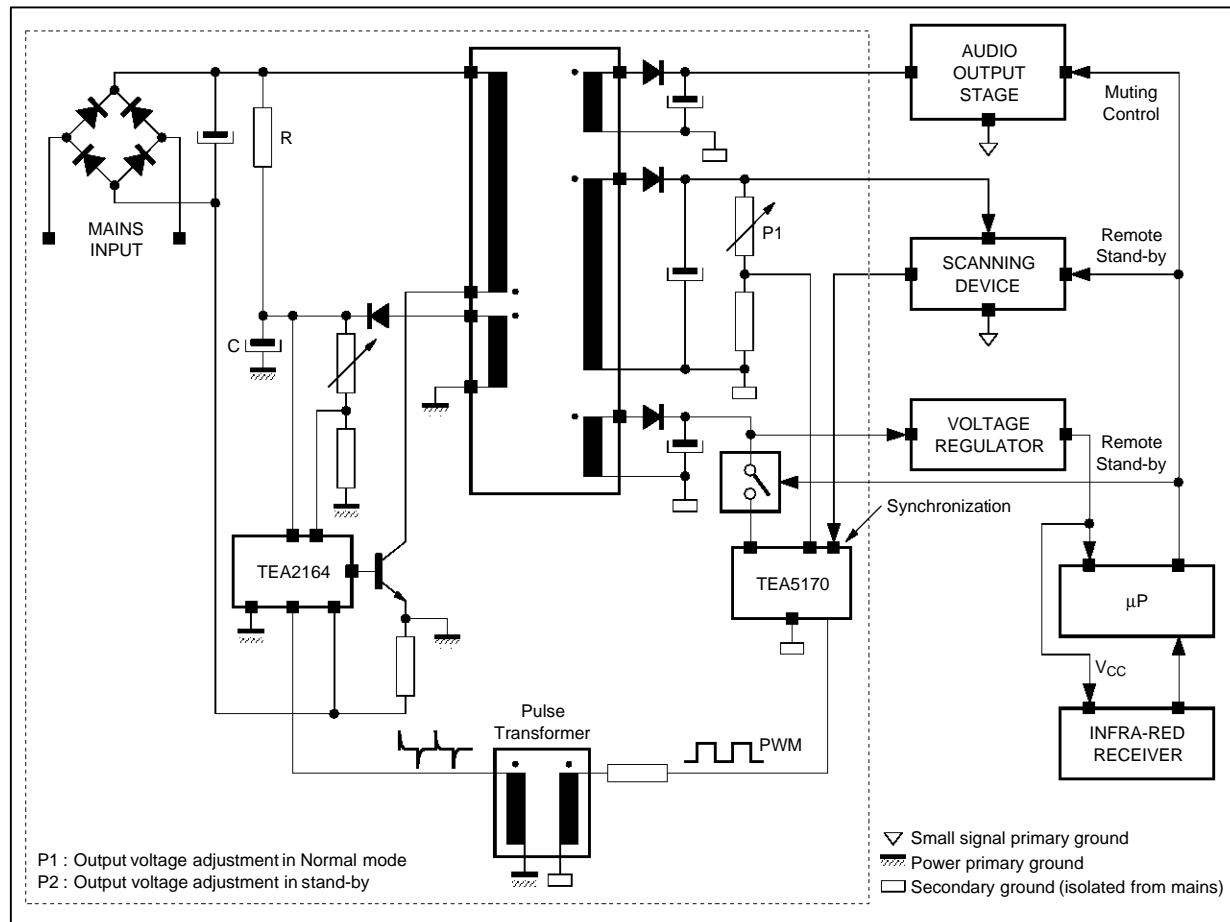 AUDIO
OUTPUT
STAGE
Muting
Control
R
MAINS
INPUT
P1
Remote
Stand-by
SCANNING
DEVICE
C
VOLTAGE
REGULATOR
Remote
Stand-by
Synchronization
TEA2164
TEA5170
µP
VCC
Pulse
Transformer
PWM
INFRA-RED
RECEIVER
P1 : Output voltage adjustment in Normal mode
P2 : Output voltage adjustment in stand-by
Small signal primary ground
Power primary ground
Secondary ground (isolated from mains)